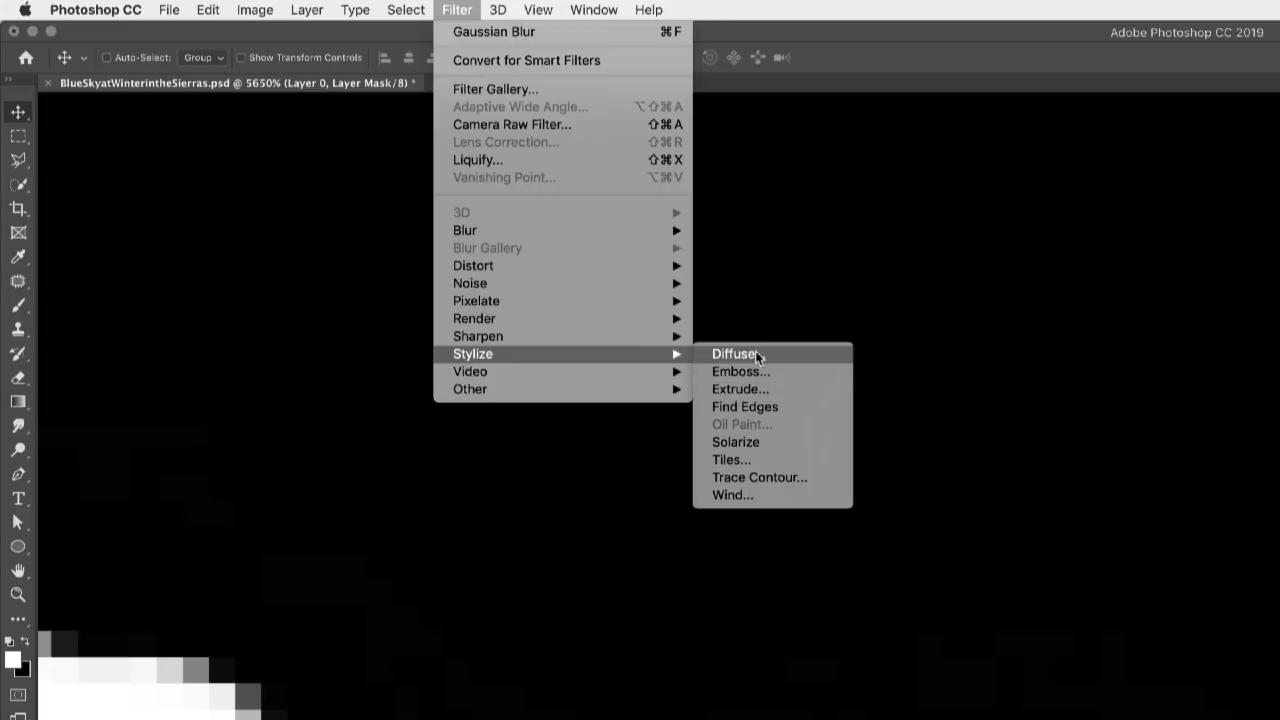 Photoshop CC File Edit Image Layer Type Select Filter 3D View Window Help
Adobe Photoshop CC 2019
Auto-Select: Group Show Transform Controls
BlueSkyatWinterintheSierras.psd @ 5650% (Layer 0, Layer Mask/8) *
Gaussian Blur ⌘F
Convert for Smart Filters
Filter Gallery...
Adaptive Wide Angle... ⌥⇧⌘A
Camera Raw Filter... ⇧⌘A
Lens Correction... ⇧⌘R
Liquify... ⇧⌘X
Vanishing Point... ⌥⌘V
3D
Blur
Blur Gallery
Distort
Noise
Pixelate
Render
Sharpen
Stylize
Video
Other
Diffuse
Emboss...
Extrude...
Find Edges
Oil Paint...
Solarize
Tiles...
Trace Contour...
Wind...